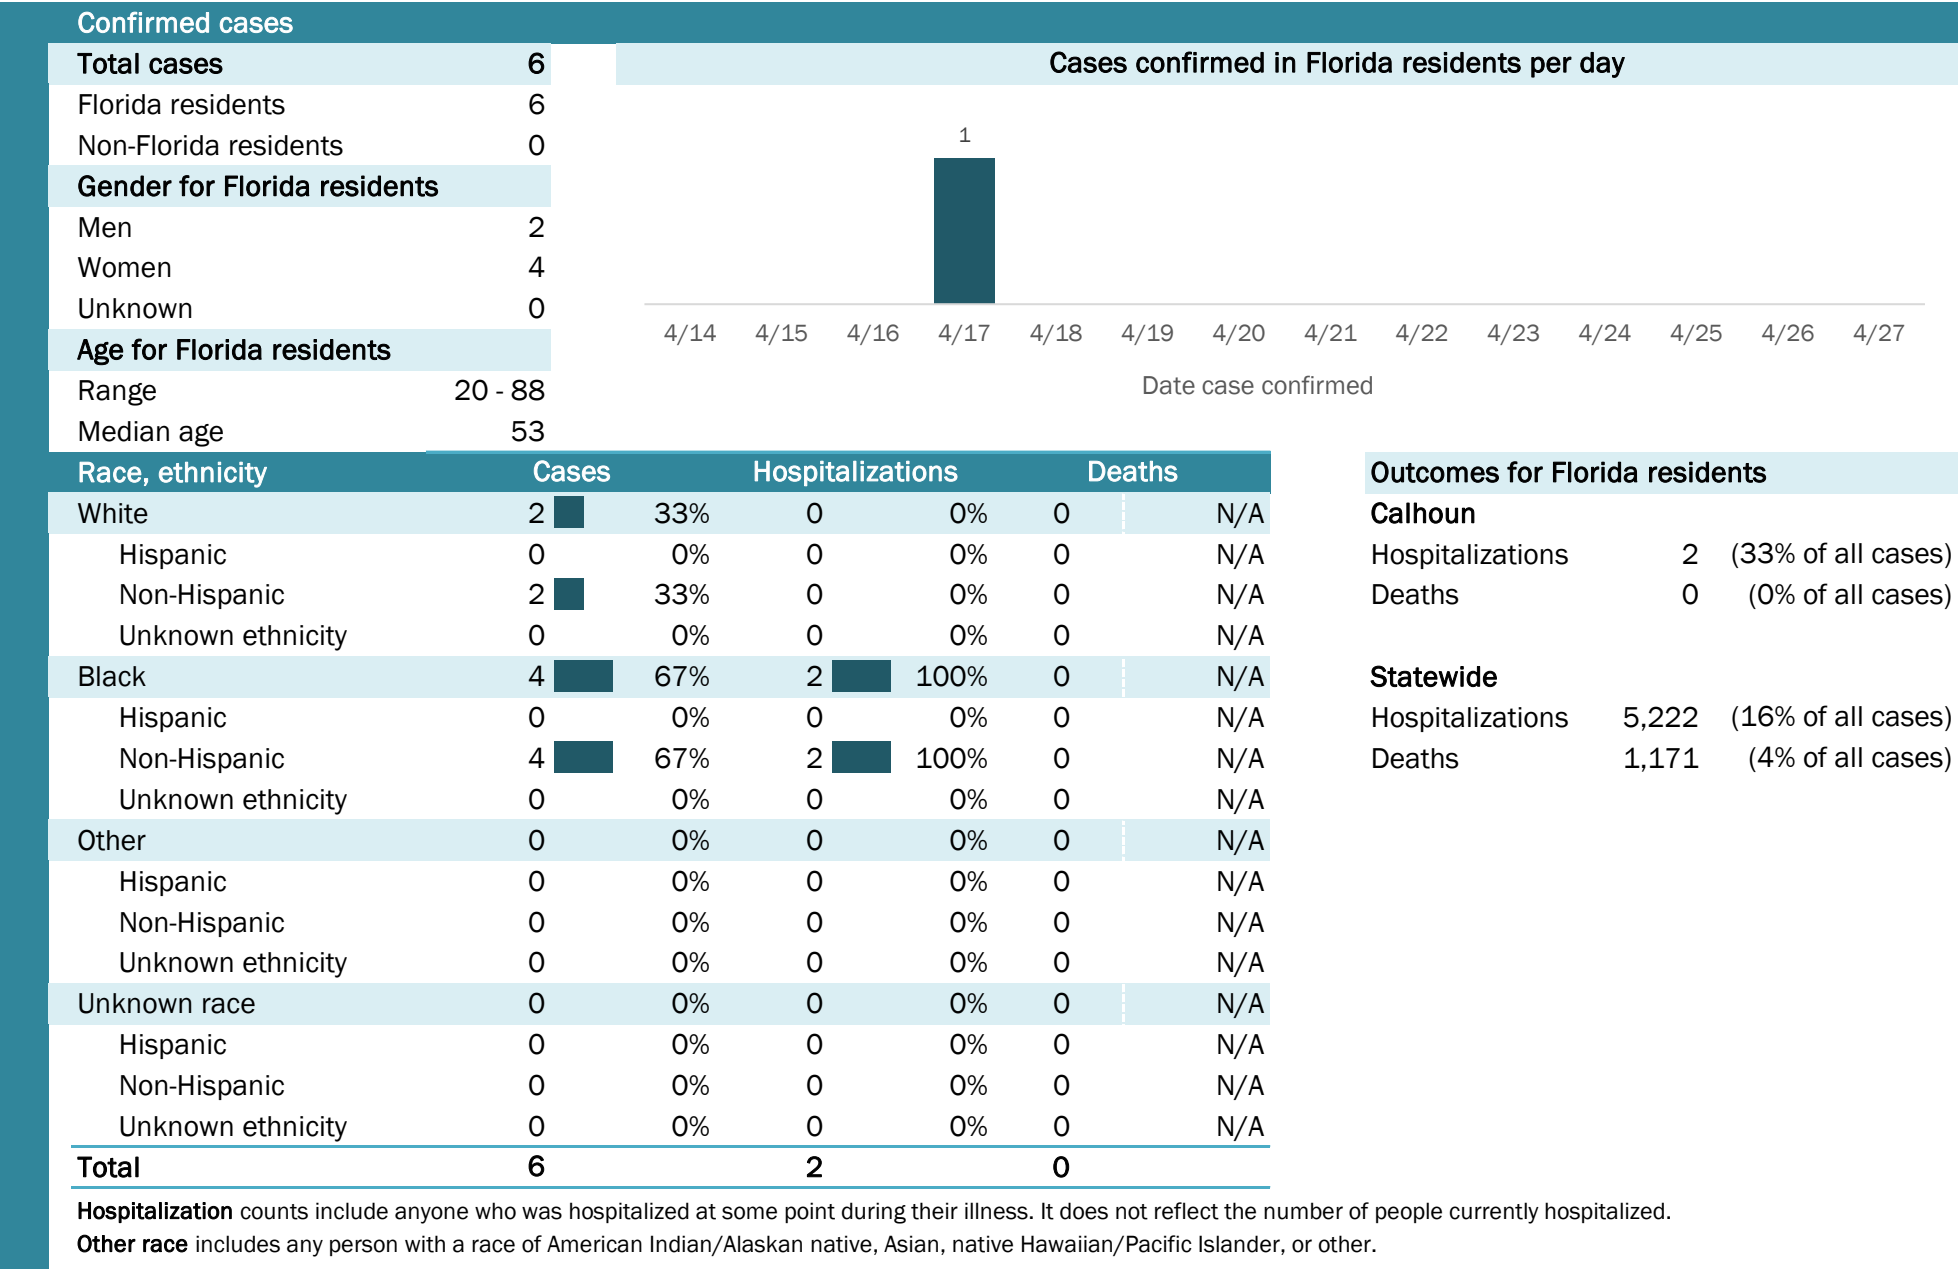 Confirmed cases
Total cases 6
Florida residents 6
Non-Florida residents 0
Gender for Florida residents
Men 2
Women 4
Unknown 0
Age for Florida residents
Range 20 - 88
Median age 53
Cases confirmed in Florida residents per day
1
4/14 4/15 4/16 4/17 4/18 4/19 4/20 4/21 4/22 4/23 4/24 4/25 4/26 4/27
Date case confirmed
Race, ethnicity Cases Hospitalizations Deaths
White 2 33% 0 0% 0 N/A
Hispanic 0 0% 0 0% 0 N/A
Non-Hispanic 2 33% 0 0% 0 N/A
Unknown ethnicity 0 0% 0 0% 0 N/A
Black 4 67% 2 100% 0 N/A
Hispanic 0 0% 0 0% 0 N/A
Non-Hispanic 4 67% 2 100% 0 N/A
Unknown ethnicity 0 0% 0 0% 0 N/A
Other 0 0% 0 0% 0 N/A
Hispanic 0 0% 0 0% 0 N/A
Non-Hispanic 0 0% 0 0% 0 N/A
Unknown ethnicity 0 0% 0 0% 0 N/A
Unknown race 0 0% 0 0% 0 N/A
Hispanic 0 0% 0 0% 0 N/A
Non-Hispanic 0 0% 0 0% 0 N/A
Unknown ethnicity 0 0% 0 0% 0 N/A
Total 6 2 0
Outcomes for Florida residents
Calhoun
Hospitalizations 2 (33% of all cases)
Deaths 0 (0% of all cases)
Statewide
Hospitalizations 5,222 (16% of all cases)
Deaths 1,171 (4% of all cases)
Hospitalization counts include anyone who was hospitalized at some point during their illness. It does not reflect the number of people currently hospitalized.
Other race includes any person with a race of American Indian/Alaskan native, Asian, native Hawaiian/Pacific Islander, or other.